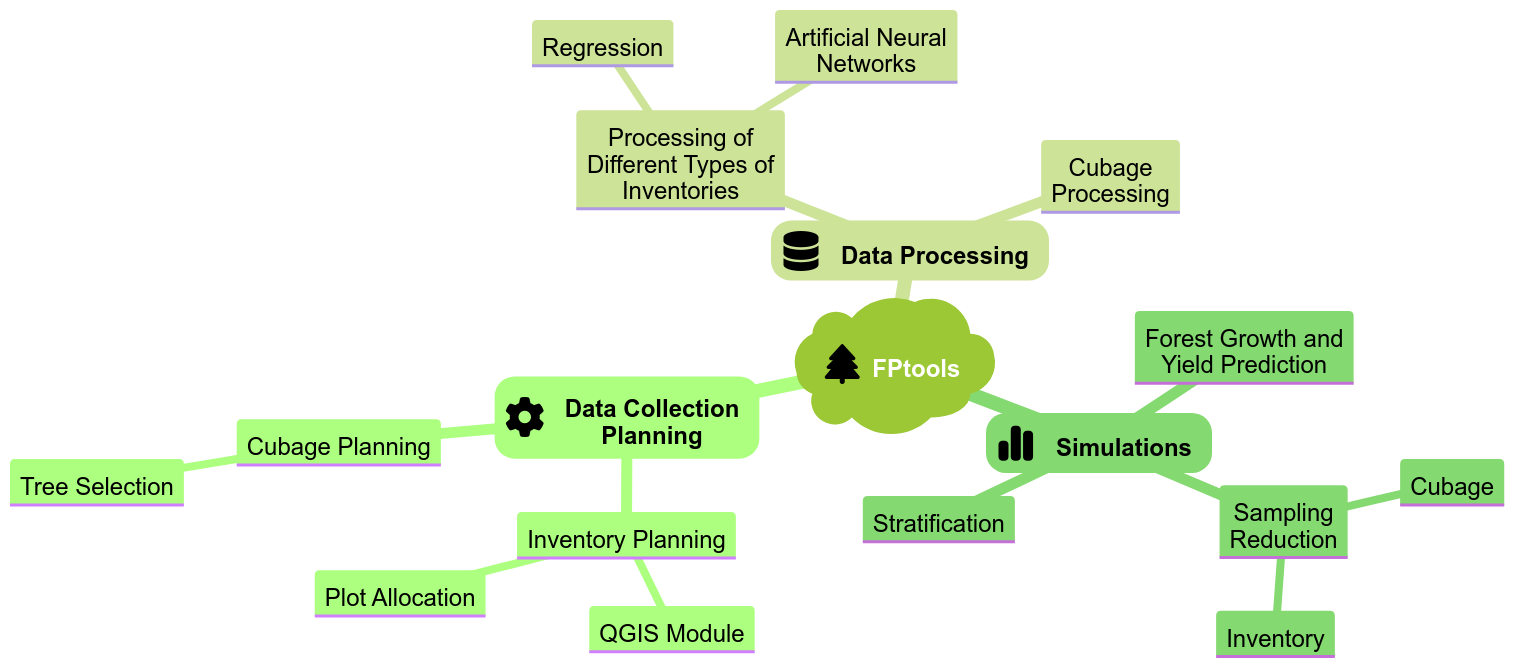 Regression
Artificial Neural
Networks
Processing of
Different Types of
Inventories
Cubage
Processing
Data Processing
FPtools
Forest Growth and
Yield Prediction
Data Collection
Planning
Cubage Planning
Tree Selection
Simulations
Stratification
Sampling
Reduction
Cubage
Inventory Planning
Plot Allocation
QGIS Module
Inventory